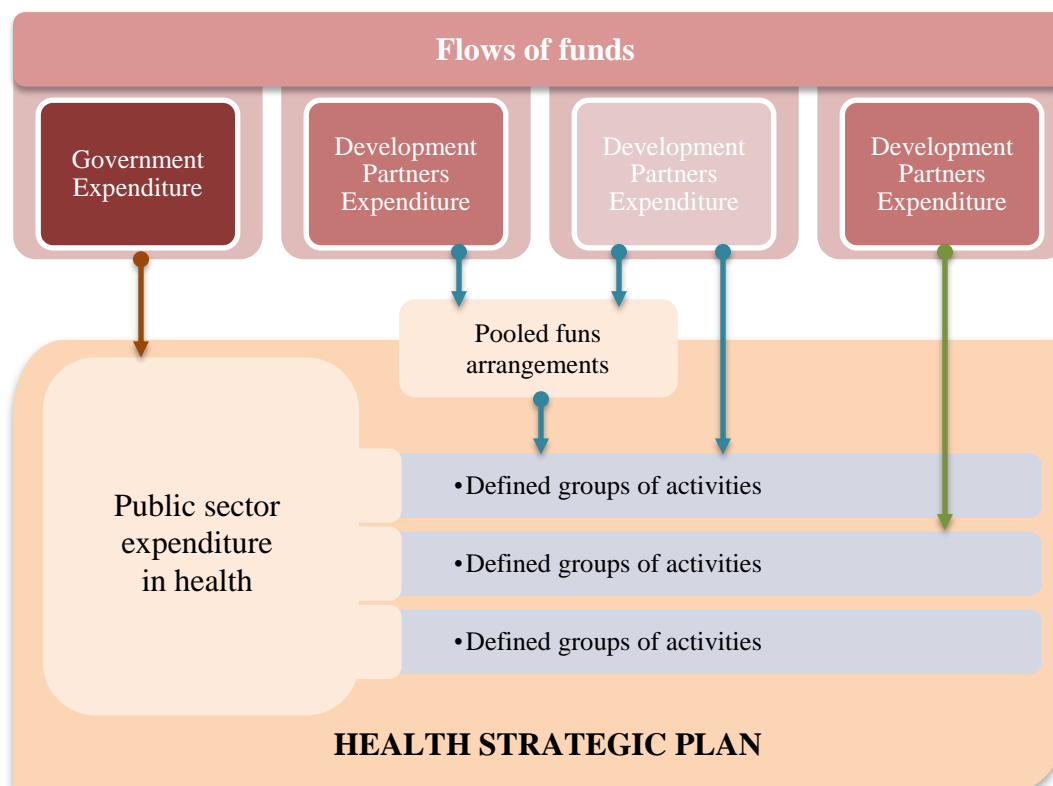 Flows of funds
Government
Expenditure
Development
Partners
Expenditure
Development
Partners
Expenditure
Development
Partners
Expenditure
Pooled funs
arrangements
Public sector
expenditure
in health
•Defined groups of activities
•Defined groups of activities
•Defined groups of activities
HEALTH STRATEGIC PLAN